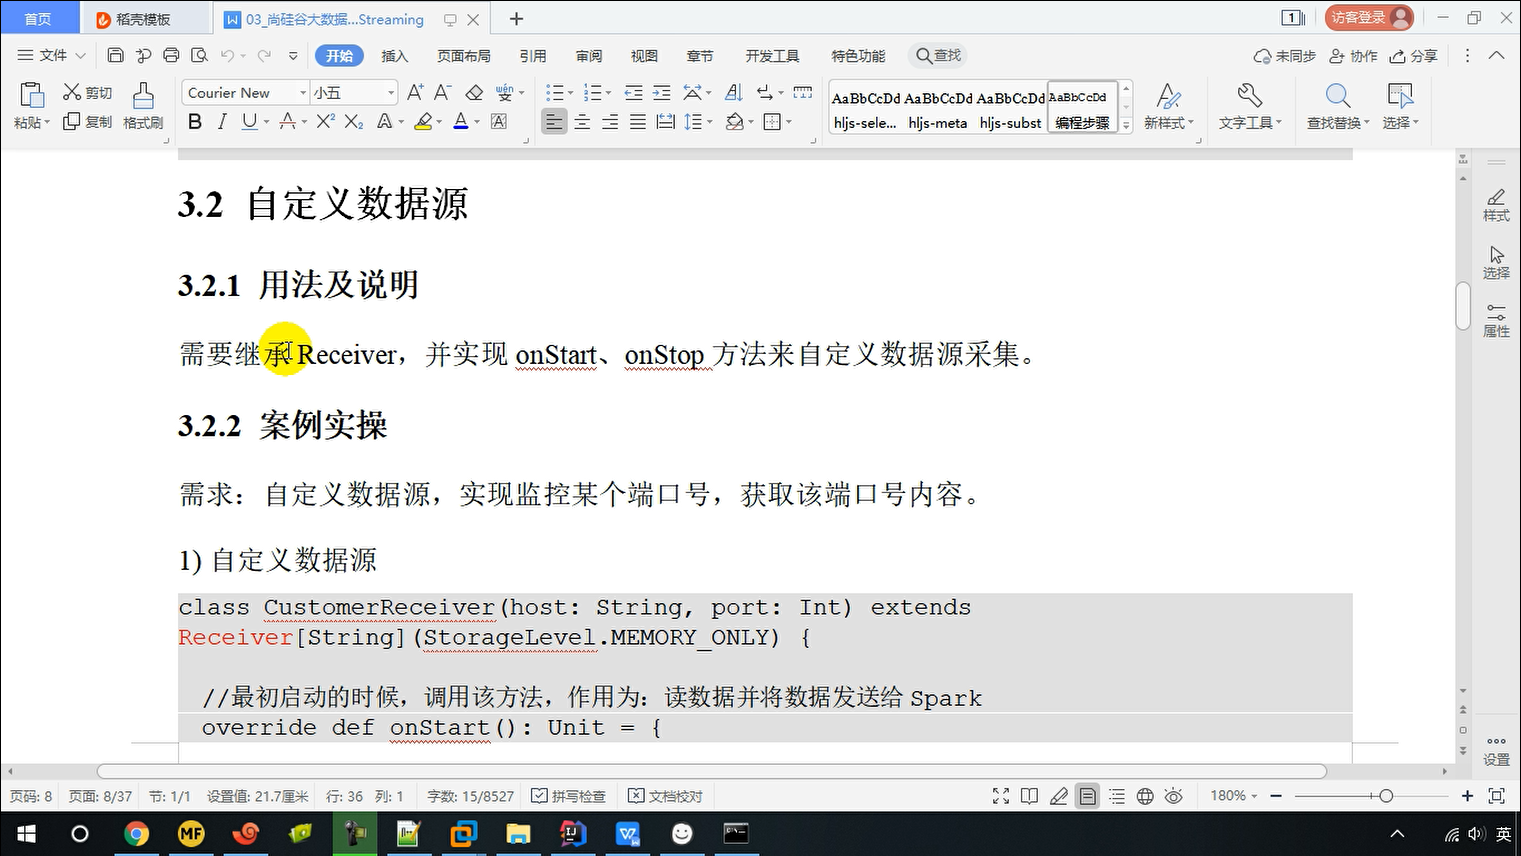 首页
稻壳模板
03_尚硅谷大数据...Streaming
访客登录
文件
开始
插入
页面布局
引用
审阅
视图
章节
开发工具
特色功能
查找
未同步
协作
分享
粘贴
剪切
复制
格式刷
Courier New
小五
AaBbCcDd AaBbCcDd AaBbCcDd AaBbCcDd
hljs-sele...
hljs-meta
hljs-subst
编程步骤
新样式
文字工具
查找替换
选择
3.2 自定义数据源
3.2.1 用法及说明
需要继承 Receiver，并实现 onStart、onStop 方法来自定义数据源采集。
3.2.2 案例实操
需求：自定义数据源，实现监控某个端口号，获取该端口号内容。
1) 自定义数据源
class CustomerReceiver(host: String, port: Int) extends
Receiver[String](StorageLevel.MEMORY_ONLY) {
//最初启动的时候，调用该方法，作用为：读数据并将数据发送给 Spark
override def onStart(): Unit = {
样式
选择
属性
设置
页码: 8
页面: 8/37
节: 1/1
设置值: 21.7厘米
行: 36
列: 1
字数: 15/8527
拼写检查
文档校对
180%
英